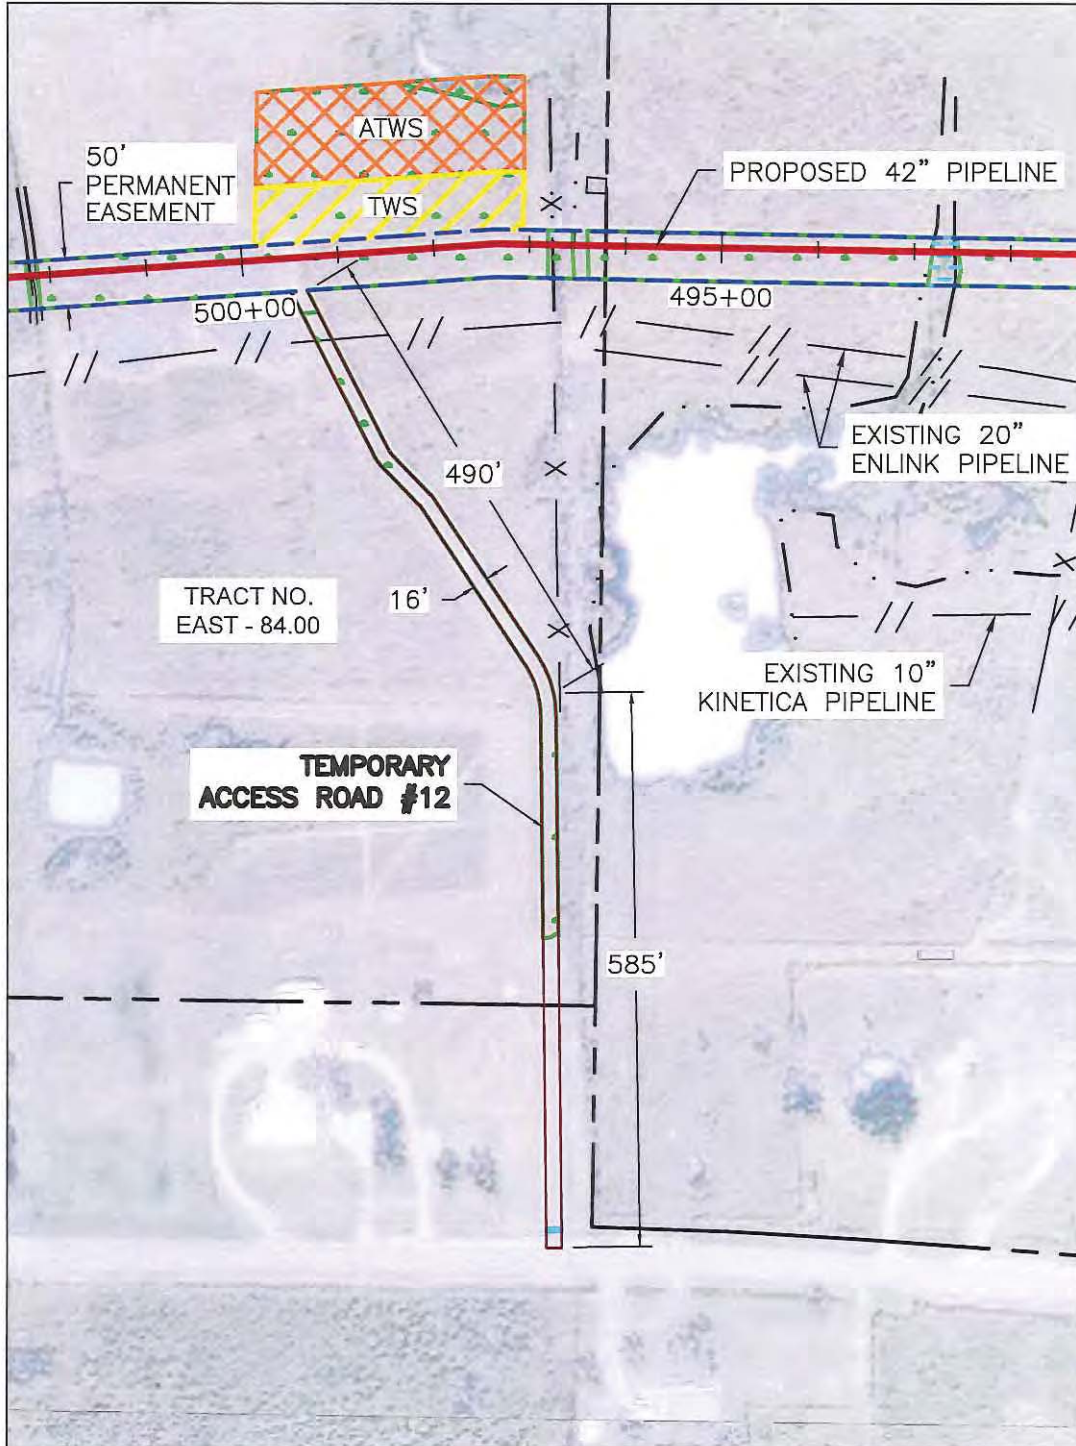 ATWS
50'
PERMANENT
EASEMENT
TWS
PROPOSED 42” PIPELINE
500+00
495+00
EXISTING 20”
ENLINK PIPELINE
490'
16'
TRACT NO.
EAST - 84.00
EXISTING 10”
KINETICA PIPELINE
TEMPORARY
ACCESS ROAD #12
585'